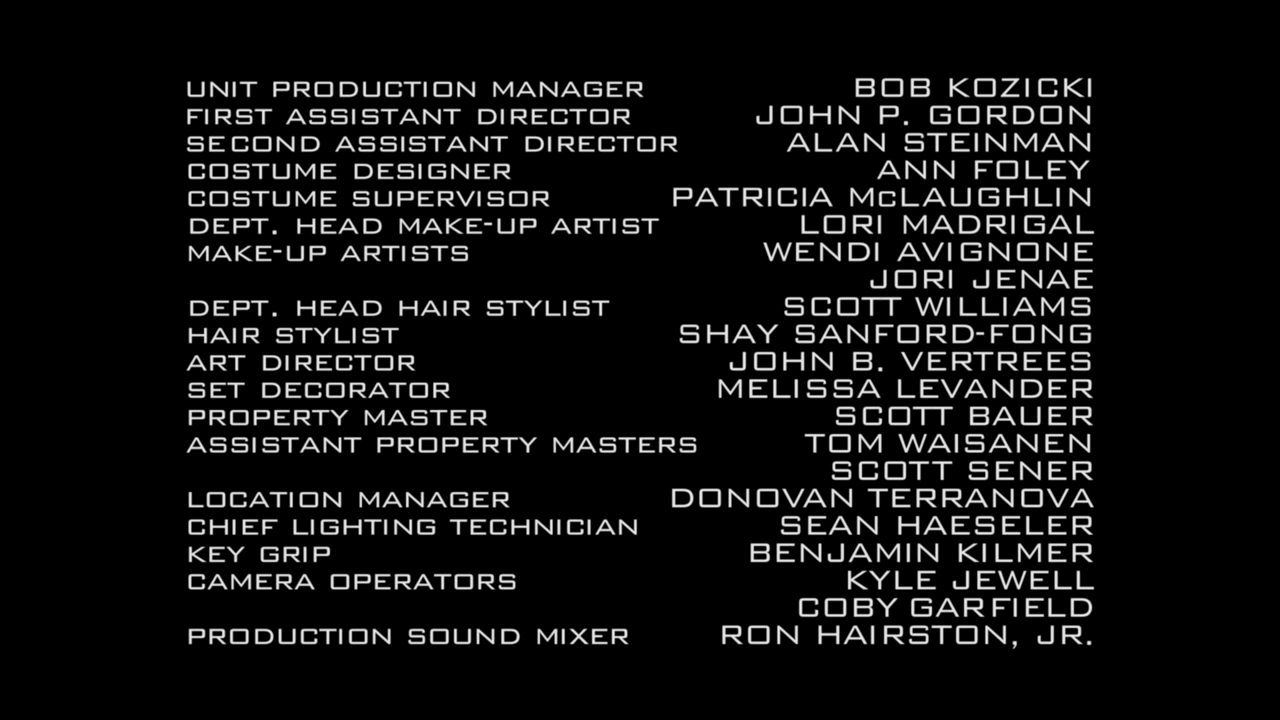 UNIT PRODUCTION MANAGER BOB KOZICKI
FIRST ASSISTANT DIRECTOR JOHN P. GORDON
SECOND ASSISTANT DIRECTOR ALAN STEINMAN
COSTUME DESIGNER ANN FOLEY
COSTUME SUPERVISOR PATRICIA McLAUGHLIN
DEPT. HEAD MAKE-UP ARTIST LORI MADRIGAL
MAKE-UP ARTISTS WENDI AVIGNONE
JORI JENAE
DEPT. HEAD HAIR STYLIST SCOTT WILLIAMS
HAIR STYLIST SHAY SANFORD-FONG
ART DIRECTOR JOHN B. VERTREES
SET DECORATOR MELISSA LEVANDER
PROPERTY MASTER SCOTT BAUER
ASSISTANT PROPERTY MASTERS TOM WAISANEN
SCOTT SENER
LOCATION MANAGER DONOVAN TERRANOVA
CHIEF LIGHTING TECHNICIAN SEAN HAESELER
KEY GRIP BENJAMIN KILMER
CAMERA OPERATORS KYLE JEWELL
COBY GARFIELD
PRODUCTION SOUND MIXER RON HAIRSTON, JR.